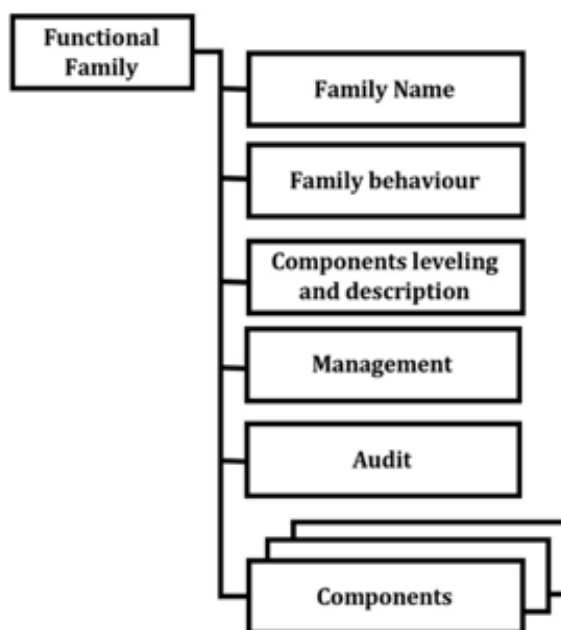 Functional
Family
Family Name
Family behaviour
Components leveling
and description
Management
Audit
Components